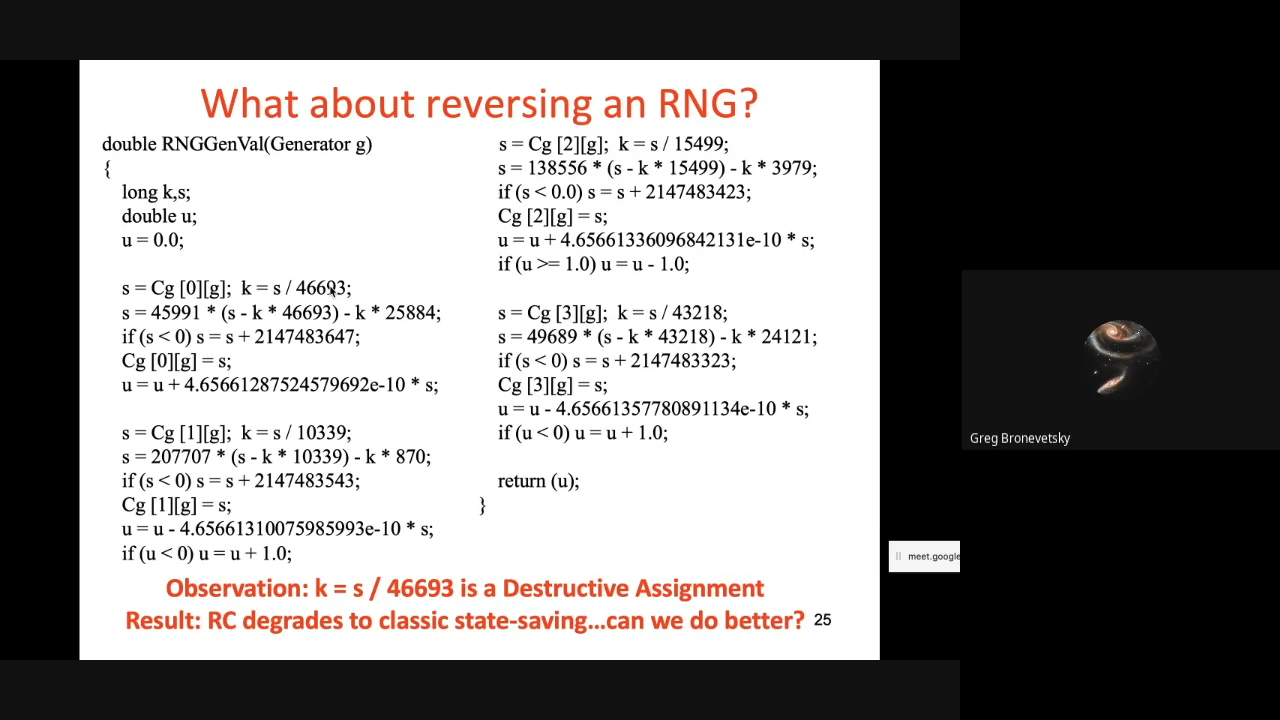 What about reversing an RNG?
double RNGGenVal(Generator g)
{
long k,s;
double u;
u = 0.0;
s = Cg [0][g]; k = s / 46693;
s = 45991 * (s - k * 46693) - k * 25884;
if (s < 0) s = s + 2147483647;
Cg [0][g] = s;
u = u + 4.65661287524579692e-10 * s;
s = Cg [1][g]; k = s / 10339;
s = 207707 * (s - k * 10339) - k * 870;
if (s < 0) s = s + 2147483543;
Cg [1][g] = s;
u = u - 4.65661310075985993e-10 * s;
if (u < 0) u = u + 1.0;
s = Cg [2][g]; k = s / 15499;
s = 138556 * (s - k * 15499) - k * 3979;
if (s < 0.0) s = s + 2147483423;
Cg [2][g] = s;
u = u + 4.65661336096842131e-10 * s;
if (u >= 1.0) u = u - 1.0;
s = Cg [3][g]; k = s / 43218;
s = 49689 * (s - k * 43218) - k * 24121;
if (s < 0) s = s + 2147483323;
Cg [3][g] = s;
u = u - 4.65661357780891134e-10 * s;
if (u < 0) u = u + 1.0;
return (u);
}
Observation: k = s / 46693 is a Destructive Assignment
Result: RC degrades to classic state-saving...can we do better?
25
Greg Bronevetsky
meet.google